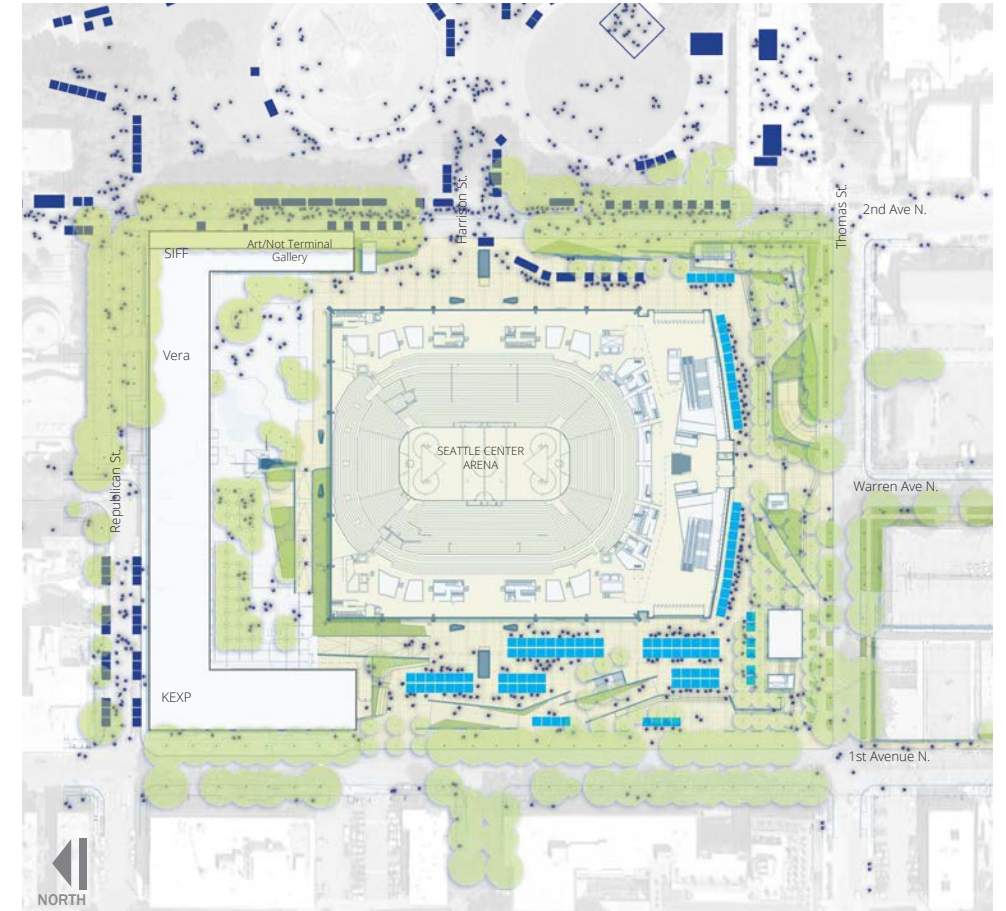 Harrison St.
Thomas St.
2nd Ave N.
SIFF
Art/Not Terminal
Gallery
Vera
SEATTLE CENTER
ARENA
Republican St.
Warren Ave N.
KEXP
1st Avenue N.
NORTH